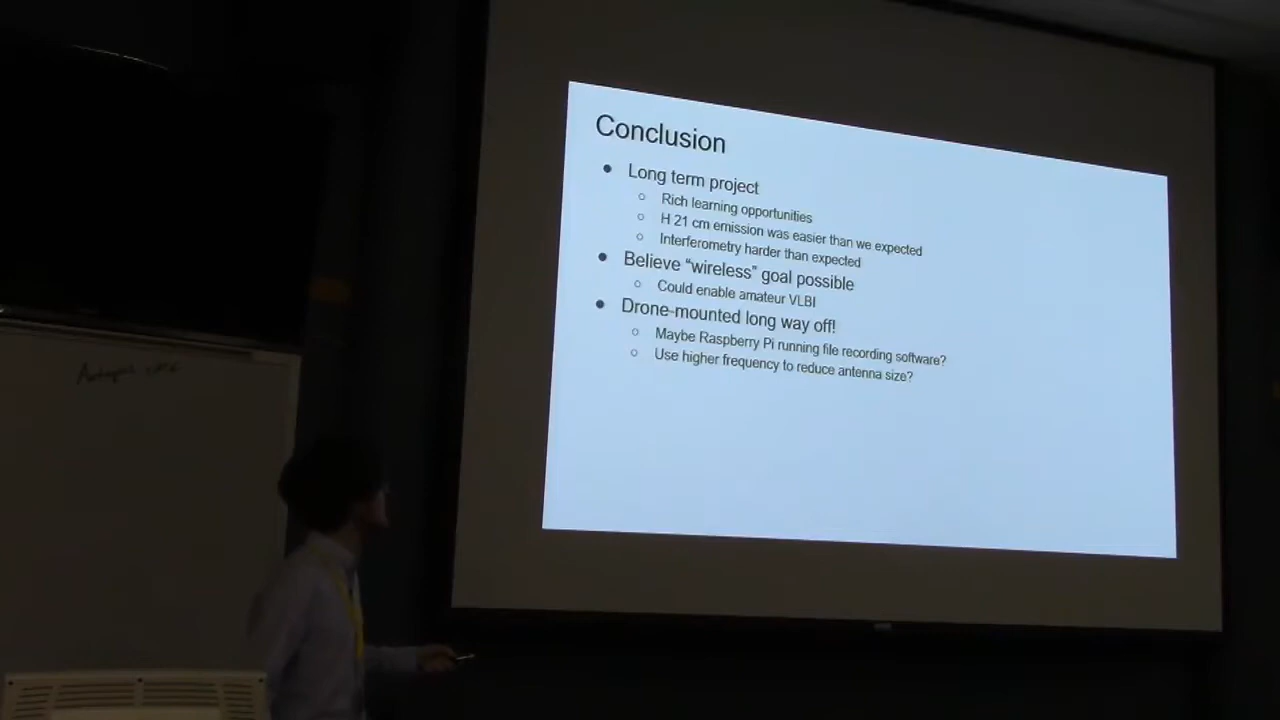 Conclusion
● Long term project
○ Rich learning opportunities
○ H 21 cm emission was easier than we expected
○ Interferometry harder than expected
● Believe “wireless” goal possible
○ Could enable amateur VLBI
● Drone-mounted long way off!
○ Maybe Raspberry Pi running file recording software?
○ Use higher frequency to reduce antenna size?